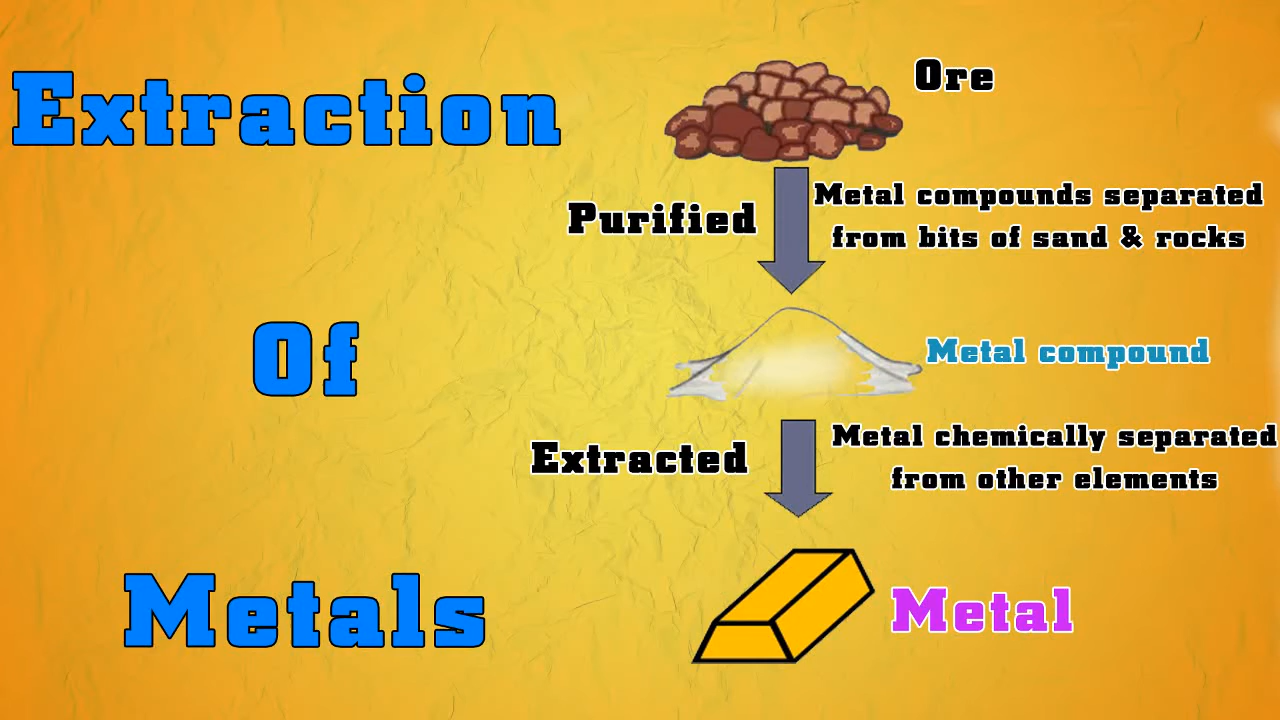 Extraction
Of
Metals
Ore
Purified
Metal compounds separated
from bits of sand & rocks
Metal compound
Extracted
Metal chemically separated
from other elements
Metal